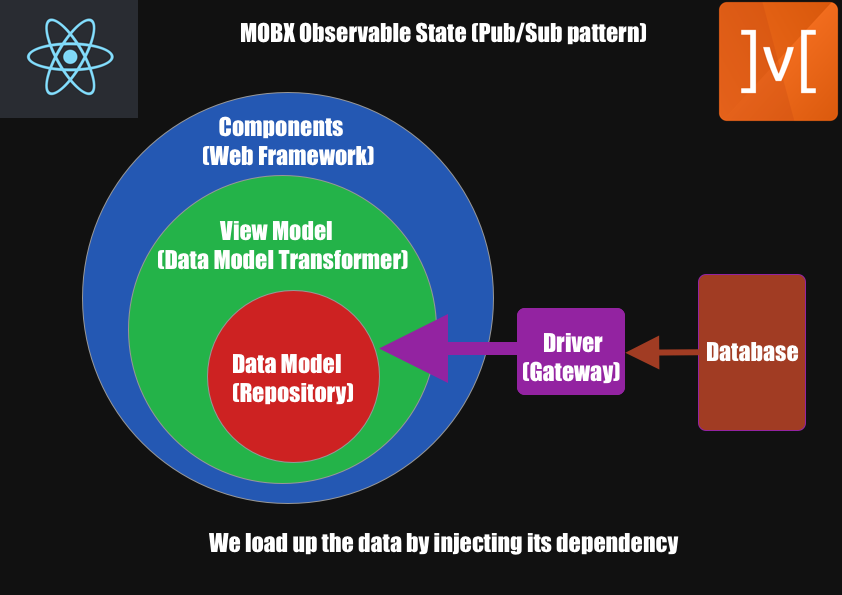 MOBX Observable State (Pub/Sub pattern)
]v[
Components
(Web Framework)
View Model
(Data Model Transformer)
Data Model
(Repository)
Driver
(Gateway)
Database
We load up the data by injecting its dependency